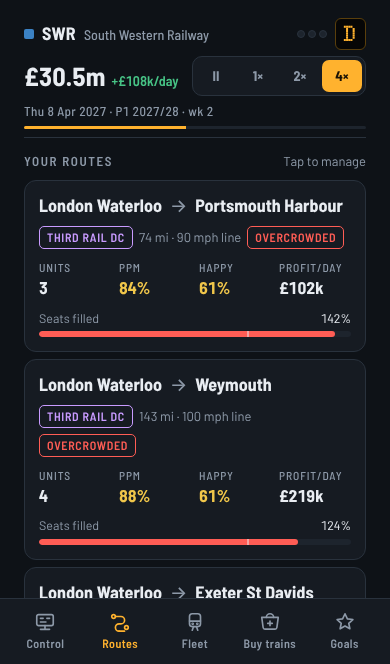 SWR South Western Railway D
£30.5m +£108k/day II 1× 2× 4×
Thu 8 Apr 2027 · P1 2027/28 · wk 2
YOUR ROUTES Tap to manage
London Waterloo → Portsmouth Harbour
THIRD RAIL DC 74 mi · 90 mph line OVERCROWDED
UNITS PPM HAPPY PROFIT/DAY
3 84% 61% £102k
Seats filled 142%
London Waterloo → Weymouth
THIRD RAIL DC 143 mi · 100 mph line
OVERCROWDED
UNITS PPM HAPPY PROFIT/DAY
4 88% 61% £219k
Seats filled 124%
London Waterloo → Exeter St Davids
Control Routes Fleet Buy trains Goals